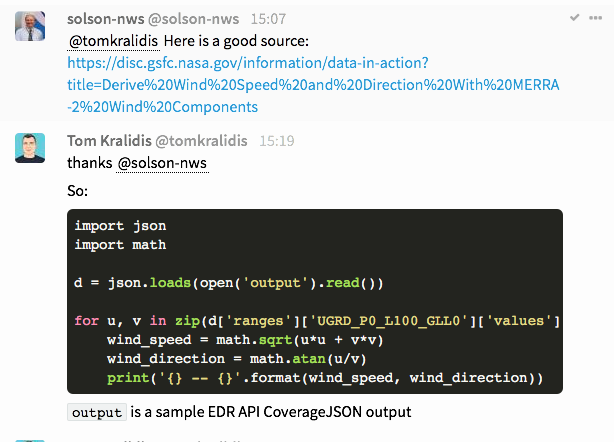 solson-nws @solson-nws 15:07
@tomkralidis Here is a good source:
https://disc.gsfc.nasa.gov/information/data-in-action?
title=Derive%20Wind%20Speed%20and%20Direction%20With%20MERRA
-2%20Wind%20Components
Tom Kralidis @tomkralidis 15:19
thanks @solson-nws
So:
import json
import math
d = json.loads(open('output').read())
for u, v in zip(d['ranges']['UGRD_P0_L100_GLL0']['values']
    wind_speed = math.sqrt(u*u + v*v)
    wind_direction = math.atan(u/v)
    print('{} -- {}'.format(wind_speed, wind_direction))
output is a sample EDR API CoverageJSON output